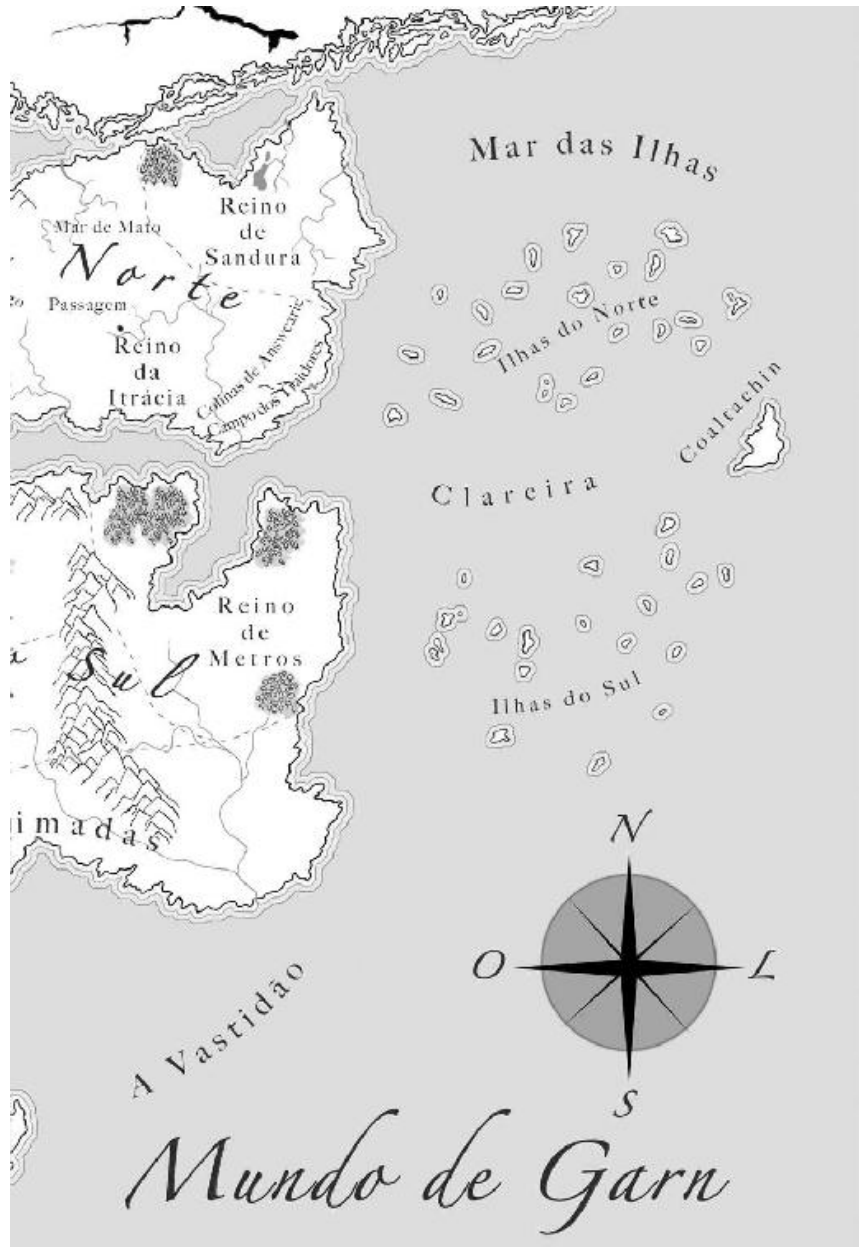 Mar das Ilhas
Reino
de
Sandura
Mar de Mato
Norte
Passagem
Ilhas do Norte
Reino
da
Itrácia
Colinas de Answearie
Campo dos Traidores
Coaltachin
Clareira
Reino
de
Metros
Sul
Ilhas do Sul
imadas
N
O
L
S
A Vastidão
Mundo de Garn